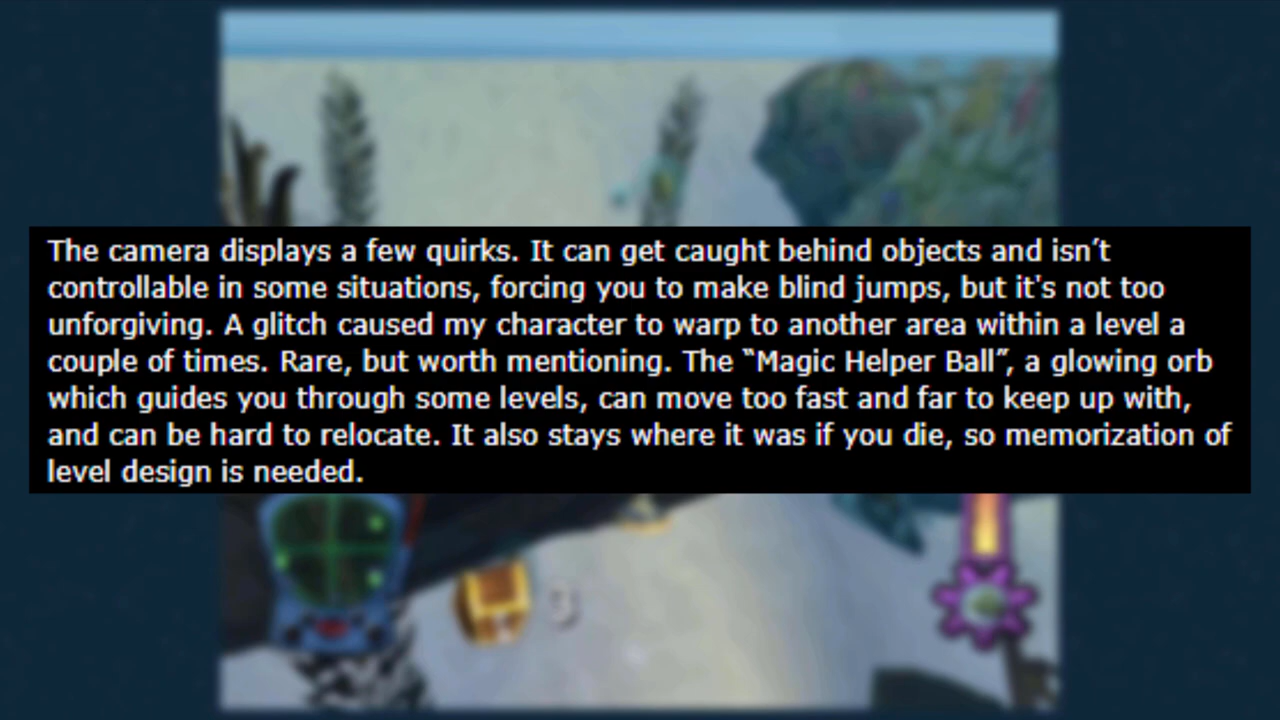 The camera displays a few quirks. It can get caught behind objects and isn’t
controllable in some situations, forcing you to make blind jumps, but it's not too
unforgiving. A glitch caused my character to warp to another area within a level a
couple of times. Rare, but worth mentioning. The “Magic Helper Ball”, a glowing orb
which guides you through some levels, can move too fast and far to keep up with,
and can be hard to relocate. It also stays where it was if you die, so memorization of
level design is needed.